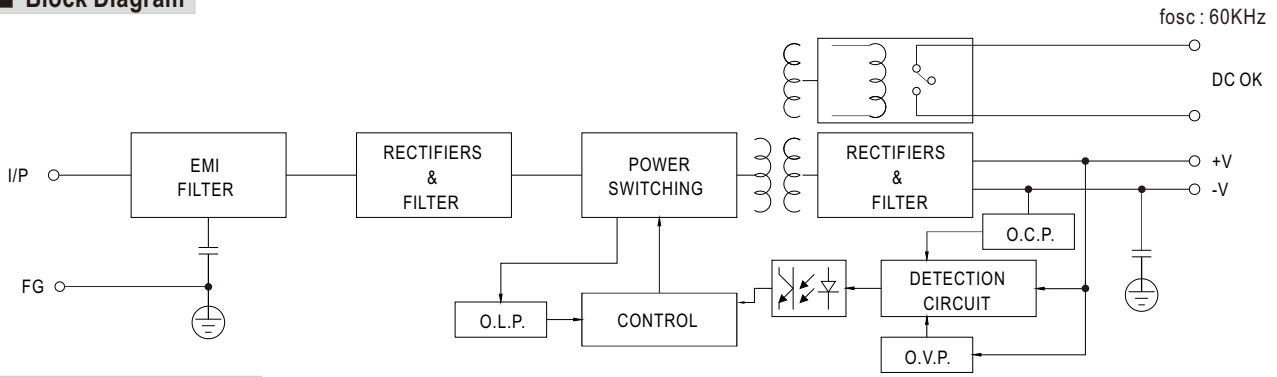 Block Diagram
fosc : 60KHz
DC OK
I/P
EMI
FILTER
RECTIFIERS
&
FILTER
POWER
SWITCHING
RECTIFIERS
&
FILTER
+V
-V
O.C.P.
FG
O.L.P.
CONTROL
DETECTION
CIRCUIT
O.V.P.